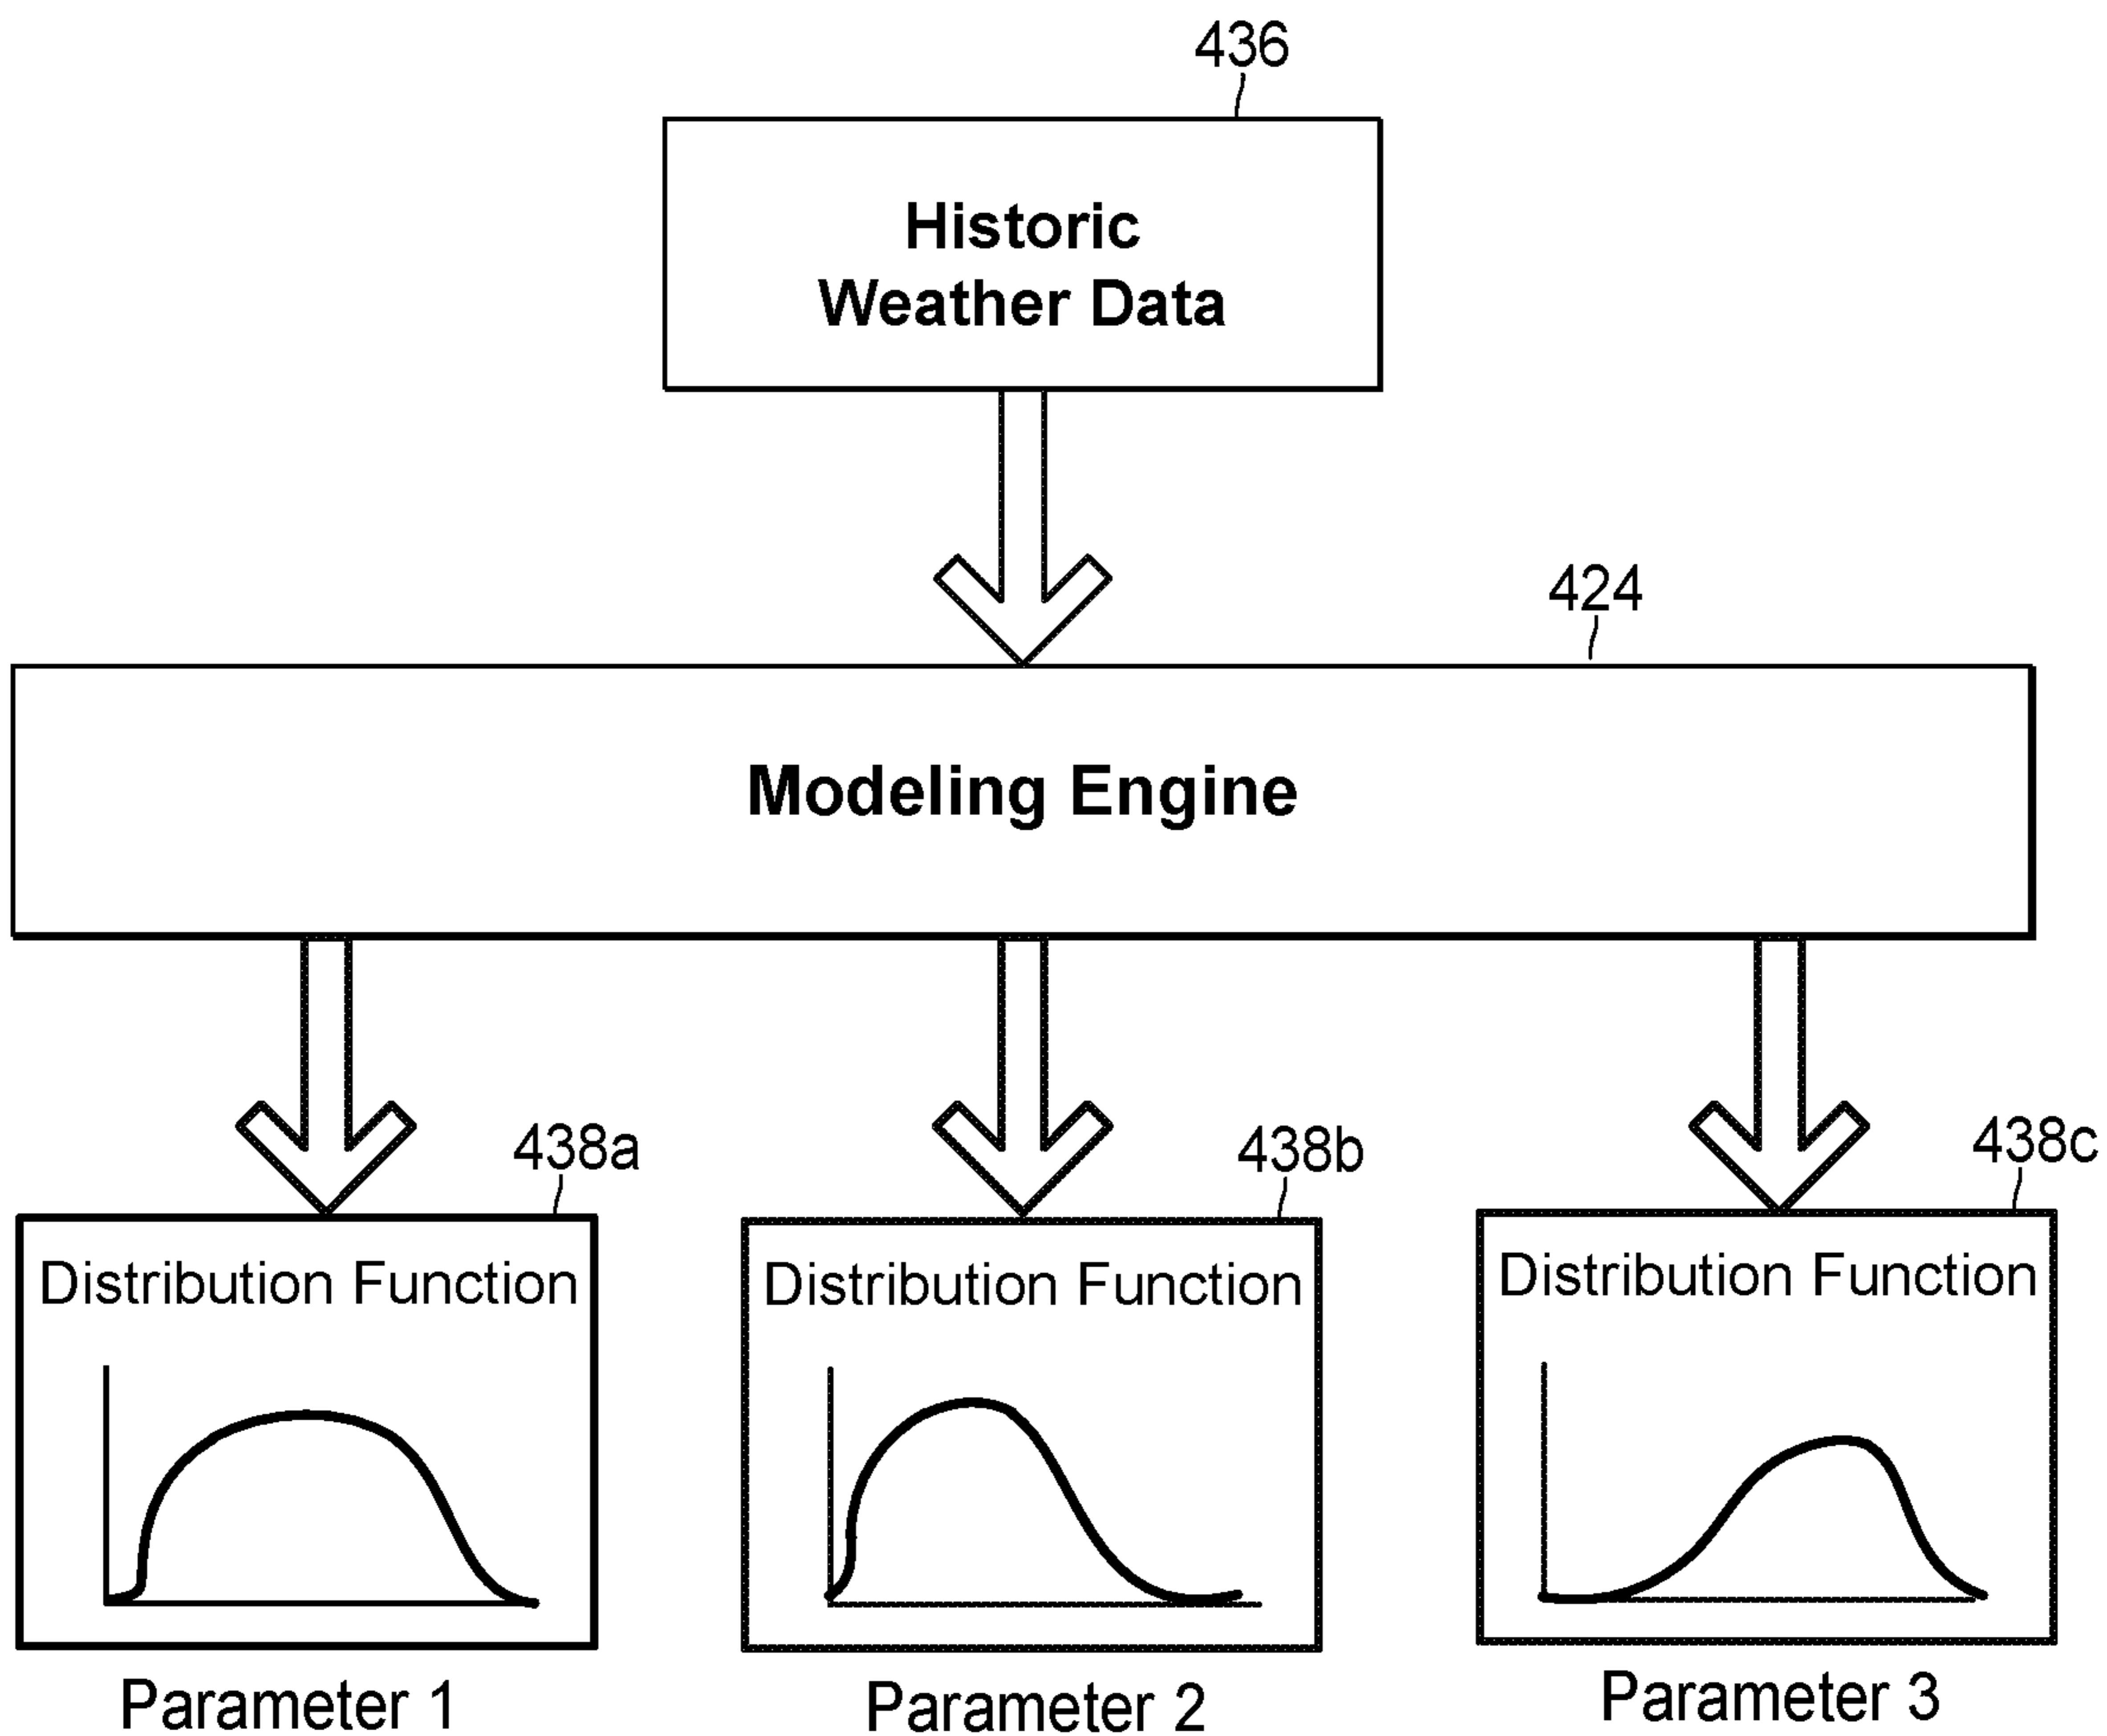 436
Historic
Weather Data
424
Modeling Engine
438a
438b
438c
Distribution Function
Distribution Function
Distribution Function
Parameter 1
Parameter 2
Parameter 3